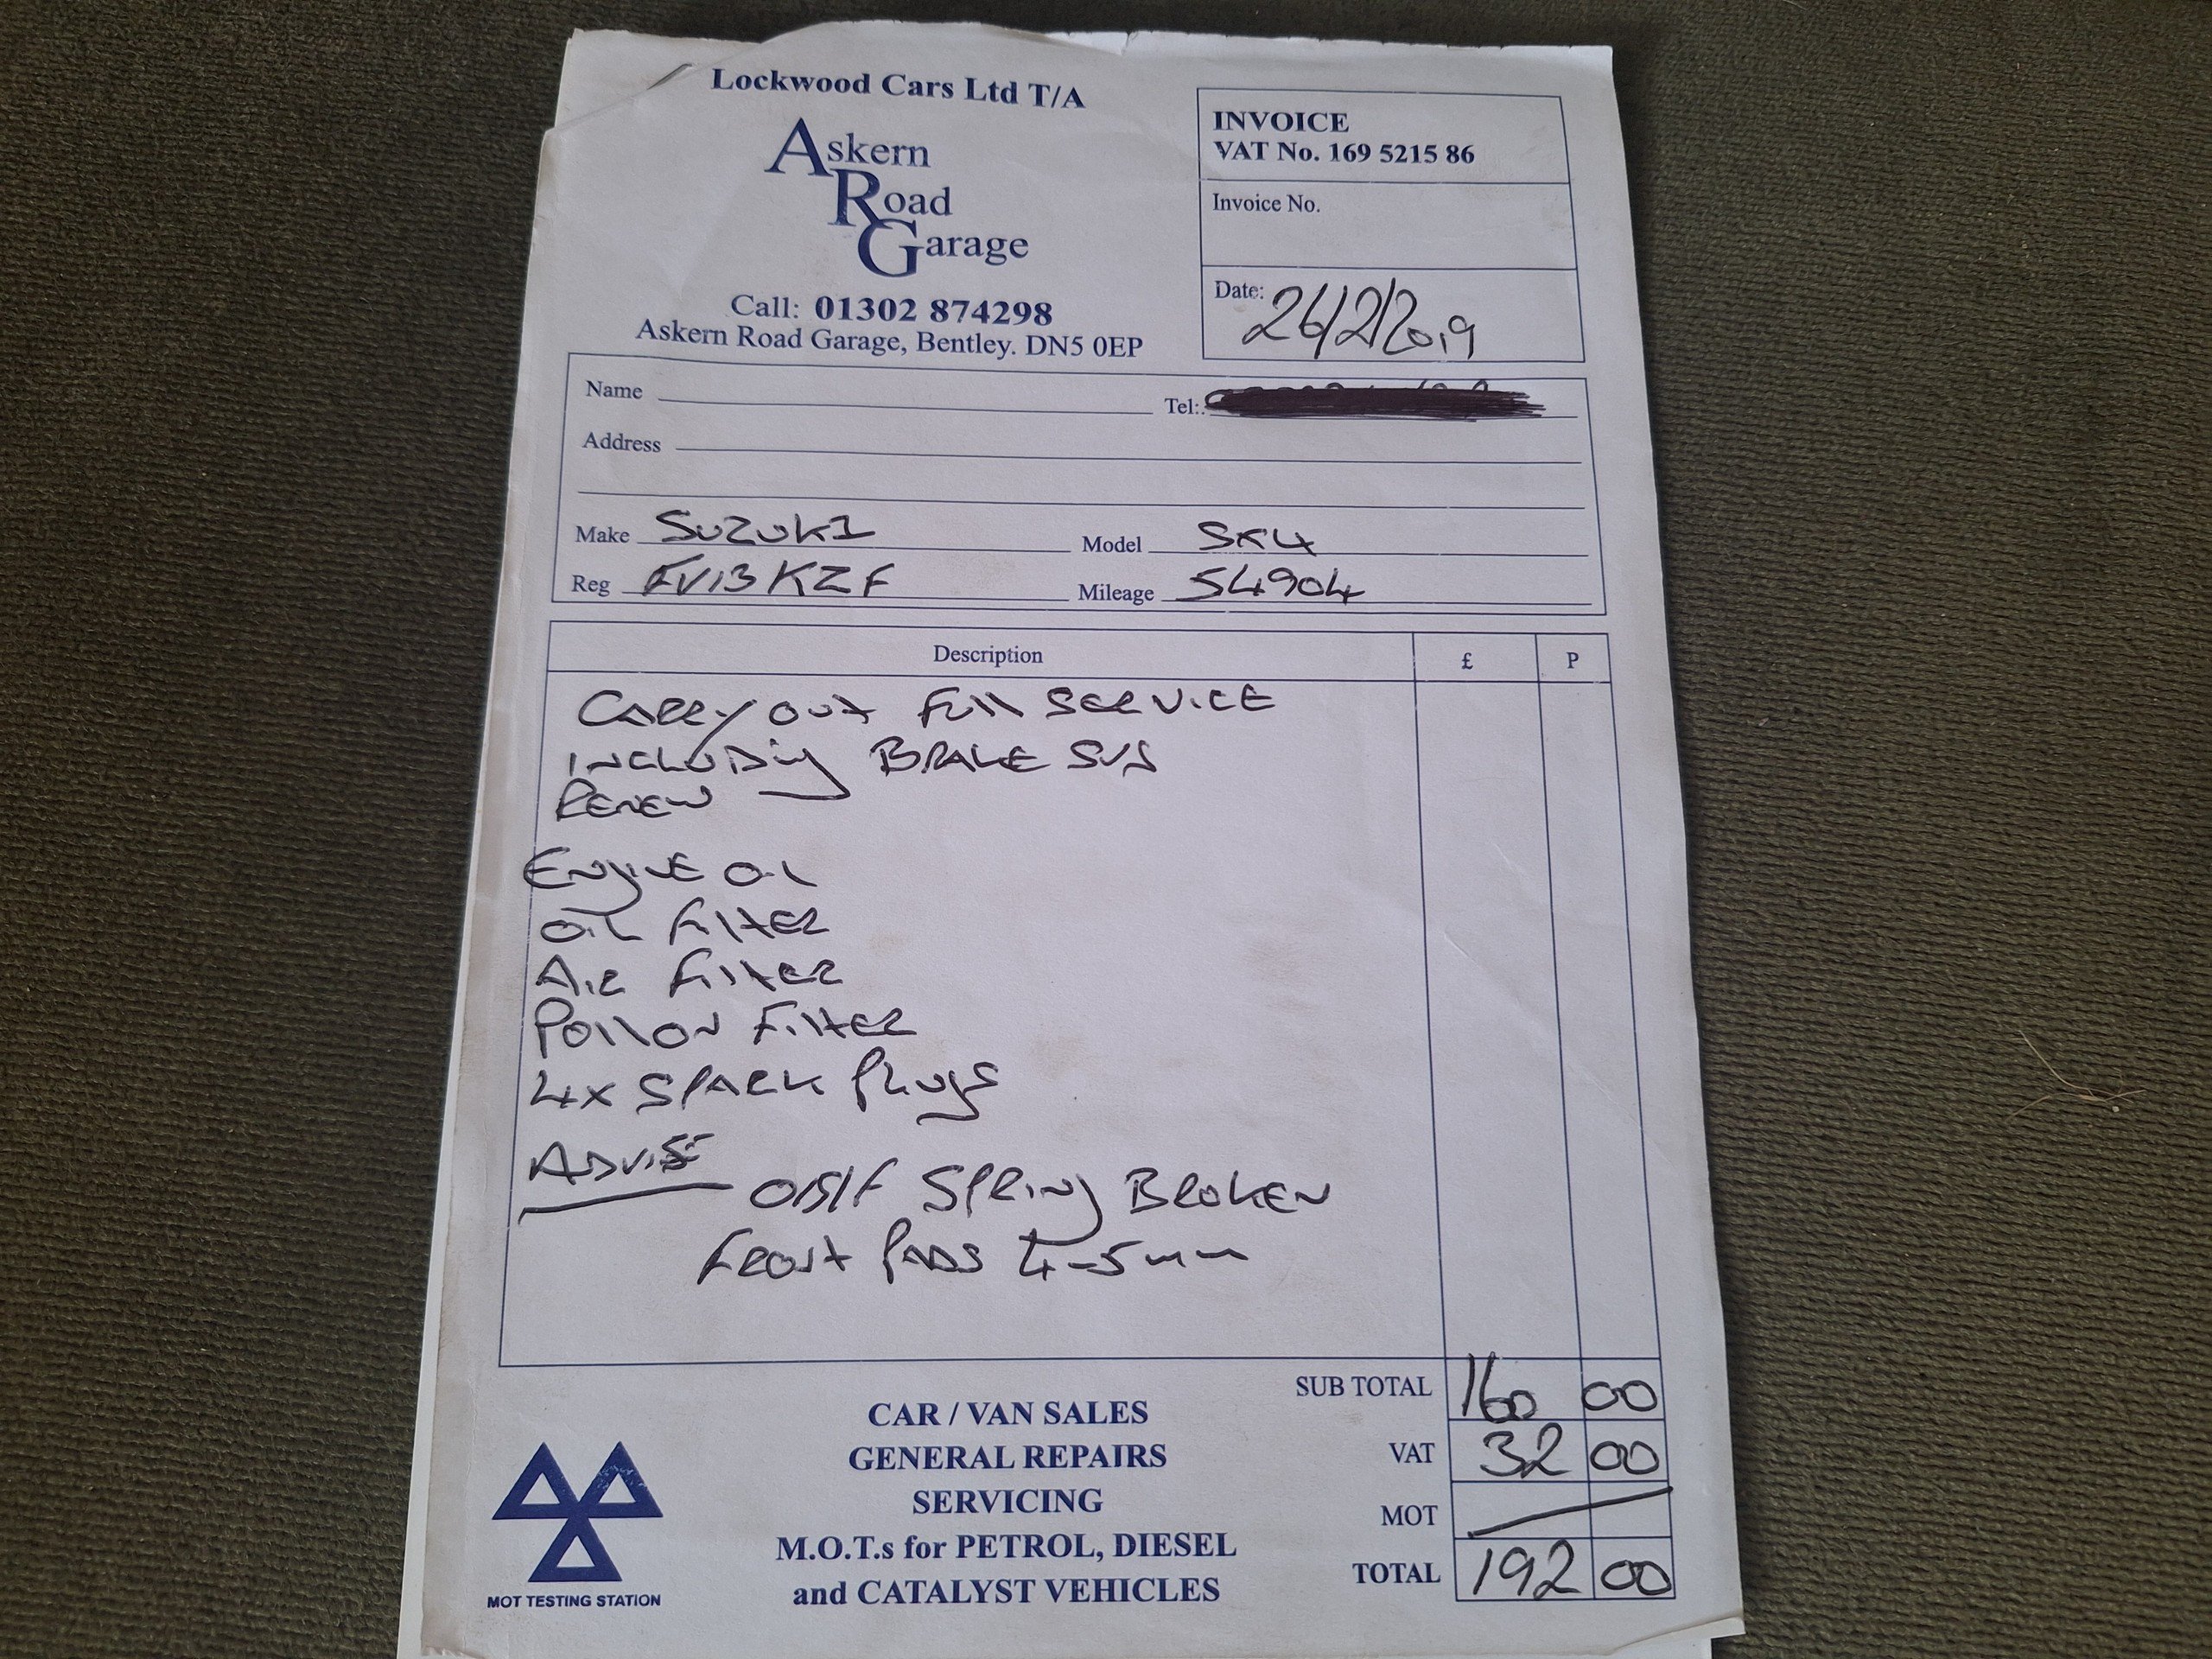 Lockwood Cars Ltd T/A
Askern
Road
Garage
Call: 01302 874298
Askern Road Garage, Bentley. DN5 0EP
INVOICE
VAT No. 169 5215 86
Invoice No.
Date: 26/2/2019
Name
Tel:
Address
Make SUZUKI
Model SX4
Reg FV13 KZF
Mileage 54904
Description £ P
CARRY OUT FULL SERVICE
INCLUDING BRAKE S/S
RENEW
ENGINE OIL
OIL FILTER
AIR FILTER
POLLON FILTER
4x SPARK PLUGS
ADVISE
O/S/F SPRING BROKEN
FRONT PADS 4-5mm
SUB TOTAL 160 00
VAT 32 00
MOT
TOTAL 192 00
CAR / VAN SALES
GENERAL REPAIRS
SERVICING
M.O.T.s for PETROL, DIESEL
and CATALYST VEHICLES
MOT TESTING STATION